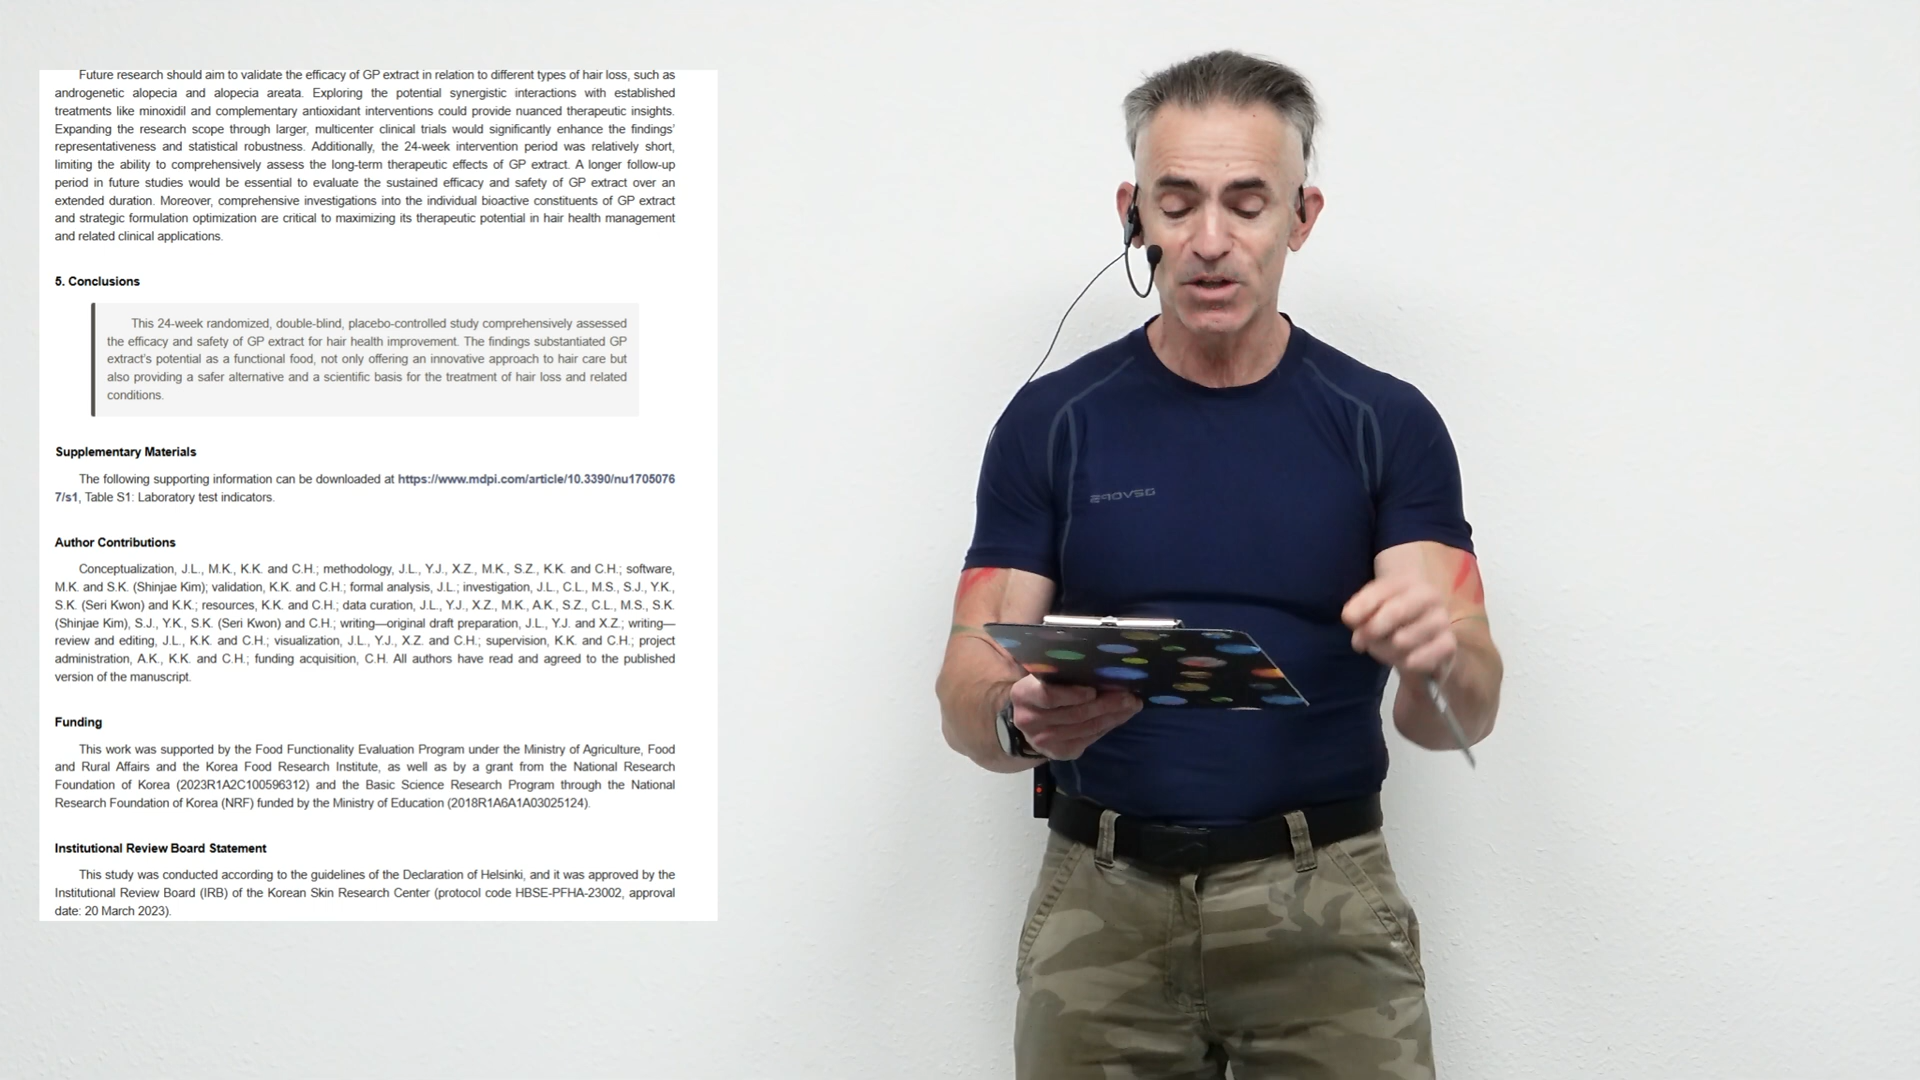 Future research should aim to validate the efficacy of GP extract in relation to different types of hair loss, such as
androgenetic alopecia and alopecia areata. Exploring the potential synergistic interactions with established
treatments like minoxidil and complementary antioxidant interventions could provide nuanced therapeutic insights.
Expanding the research scope through larger, multicenter clinical trials would significantly enhance the findings'
representativeness and statistical robustness. Additionally, the 24-week intervention period was relatively short,
limiting the ability to comprehensively assess the long-term therapeutic effects of GP extract. A longer follow-up
period in future studies would be essential to evaluate the sustained efficacy and safety of GP extract over an
extended duration. Moreover, comprehensive investigations into the individual bioactive constituents of GP extract
and strategic formulation optimization are critical to maximizing its therapeutic potential in hair health management
and related clinical applications.
5. Conclusions
This 24-week randomized, double-blind, placebo-controlled study comprehensively assessed
the efficacy and safety of GP extract for hair health improvement. The findings substantiated GP
extract's potential as a functional food, not only offering an innovative approach to hair care but
also providing a safer alternative and a scientific basis for the treatment of hair loss and related
conditions.
Supplementary Materials
The following supporting information can be downloaded at https://www.mdpi.com/article/10.3390/nu1705076
7/s1, Table S1: Laboratory test indicators.
Author Contributions
Conceptualization, J.L., M.K., K.K. and C.H.; methodology, J.L., Y.J., X.Z., M.K., S.Z., K.K. and C.H.; software,
M.K. and S.K. (Shinjae Kim); validation, K.K. and C.H.; formal analysis, J.L.; investigation, J.L., C.L., M.S., S.J., Y.K.,
S.K. (Seri Kwon) and K.K.; resources, K.K. and C.H.; data curation, J.L., Y.J., X.Z., M.K., A.K., S.Z., C.L., M.S., S.K.
(Shinjae Kim), S.J., Y.K., S.K. (Seri Kwon) and C.H.; writing—original draft preparation, J.L., Y.J. and X.Z.; writing—
review and editing, J.L., K.K. and C.H.; visualization, J.L., Y.J., X.Z. and C.H.; supervision, K.K. and C.H.; project
administration, A.K., K.K. and C.H.; funding acquisition, C.H. All authors have read and agreed to the published
version of the manuscript.
Funding
This work was supported by the Food Functionality Evaluation Program under the Ministry of Agriculture, Food
and Rural Affairs and the Korea Food Research Institute, as well as by a grant from the National Research
Foundation of Korea (2023R1A2C100596312) and the Basic Science Research Program through the National
Research Foundation of Korea (NRF) funded by the Ministry of Education (2018R1A6A1A03025124).
Institutional Review Board Statement
This study was conducted according to the guidelines of the Declaration of Helsinki, and it was approved by the
Institutional Review Board (IRB) of the Korean Skin Research Center (protocol code HBSE-PFHA-23002, approval
date: 20 March 2023).